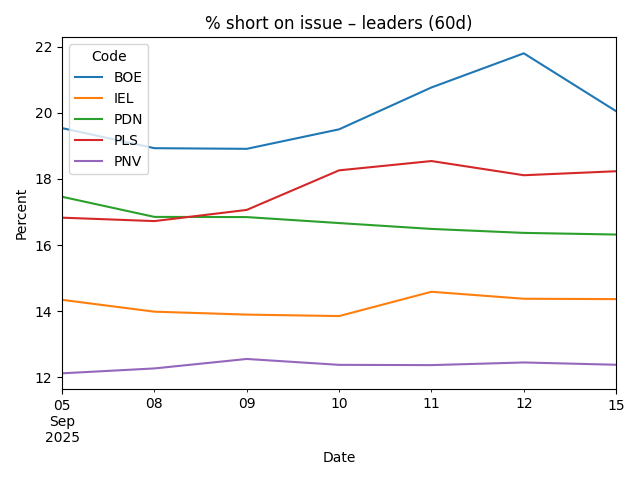 % short on issue – leaders (60d)
Code
BOE
IEL
PDN
PLS
PNV
Percent
22
20
18
16
14
12
05 08 09 10 11 12 15
Sep
2025
Date